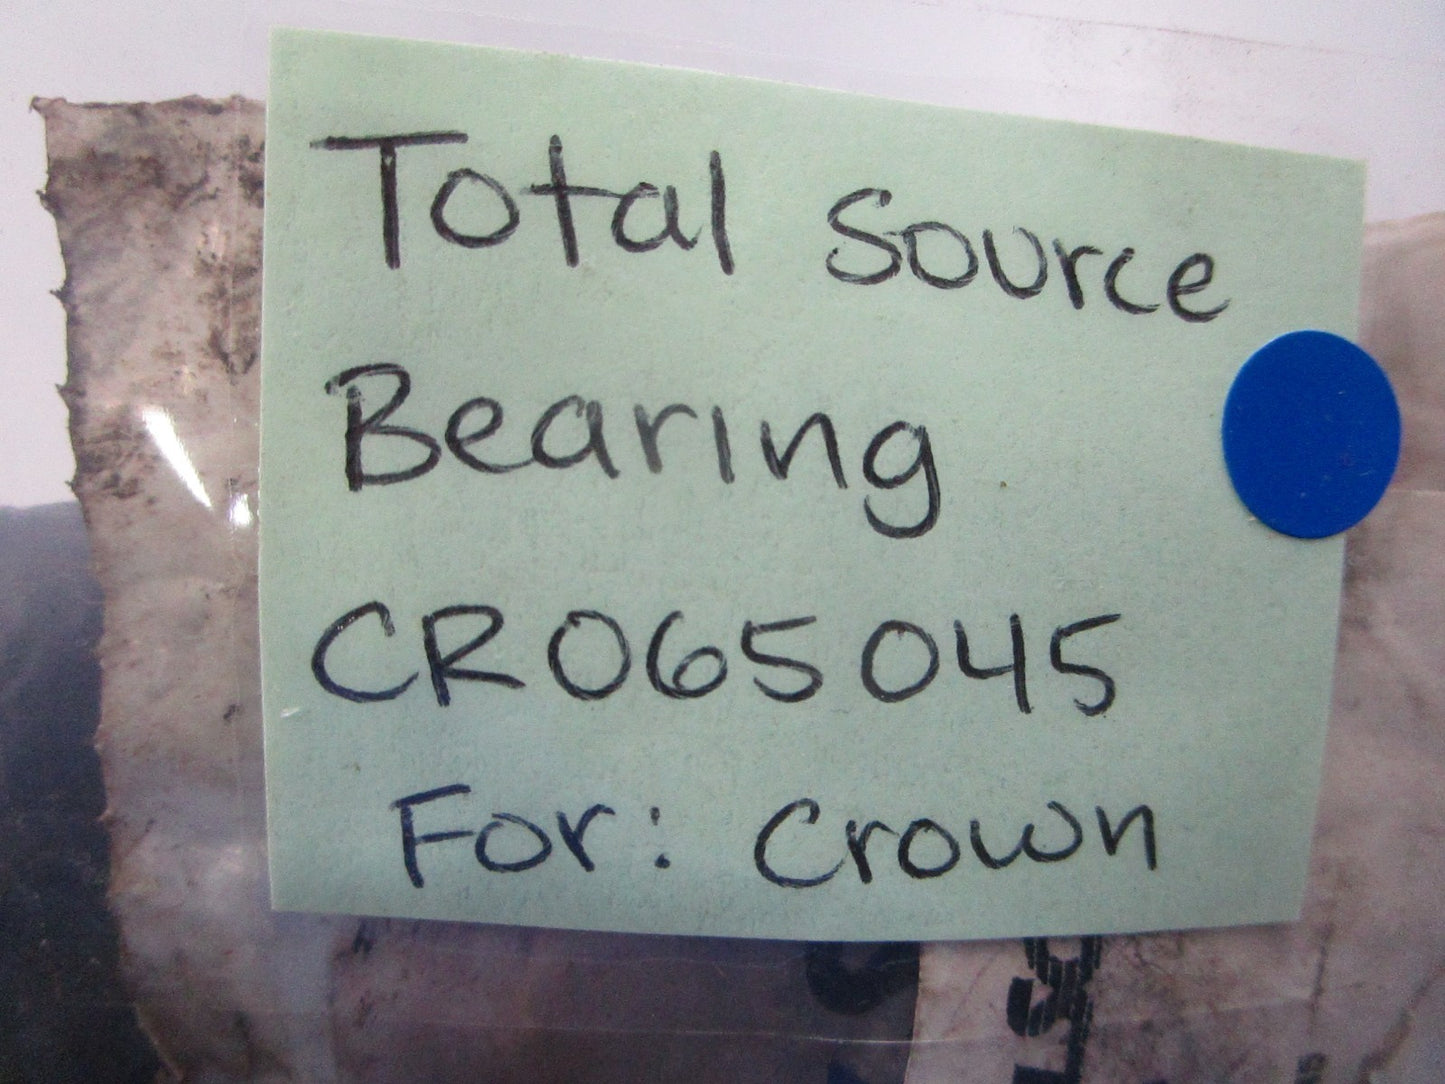 Total Source
Bearing
CR065045
For: Crown